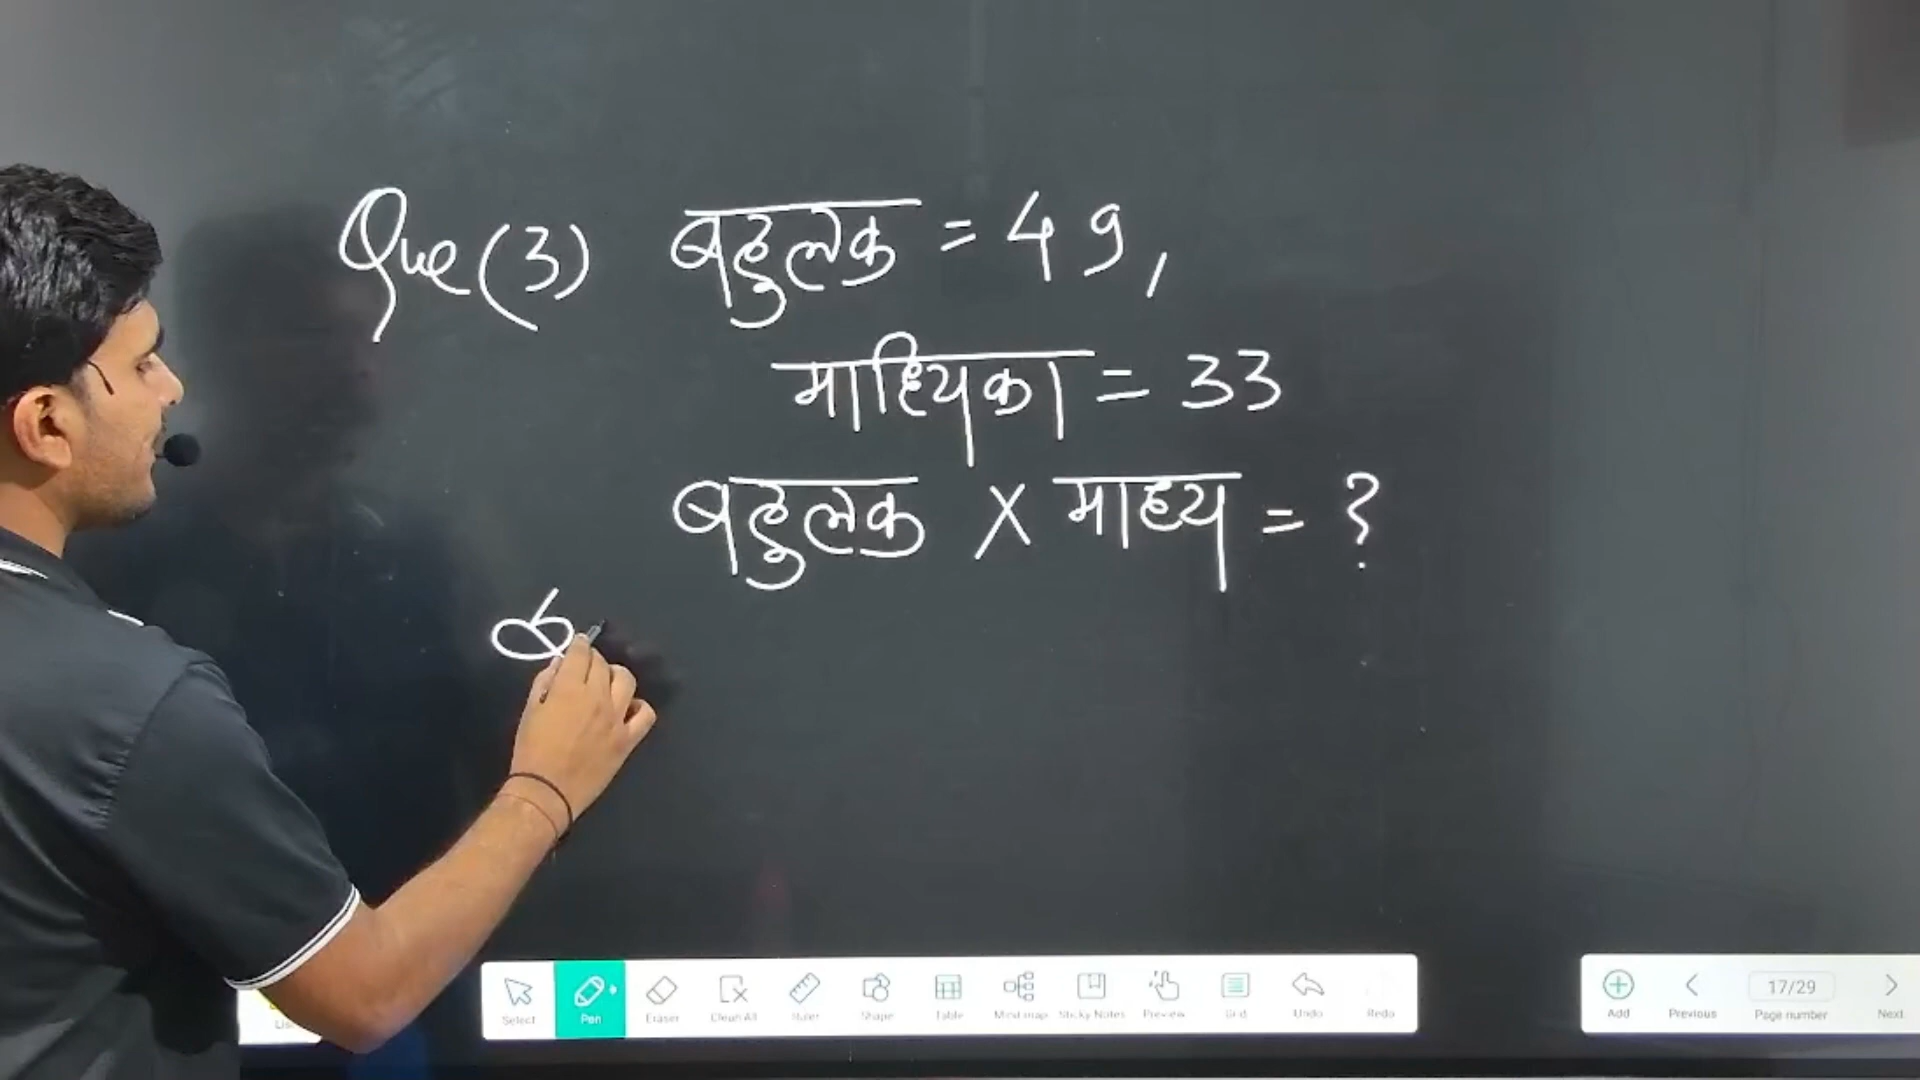 Que (3) बहुलक = 49,
माध्यिका = 33
बहुलक X माध्य = ?
Select Pen Eraser Clean All Ruler Shape Table Mind map Sticky Notes Preview Grid Undo Redo
Add Previous 17/29 Page number Next